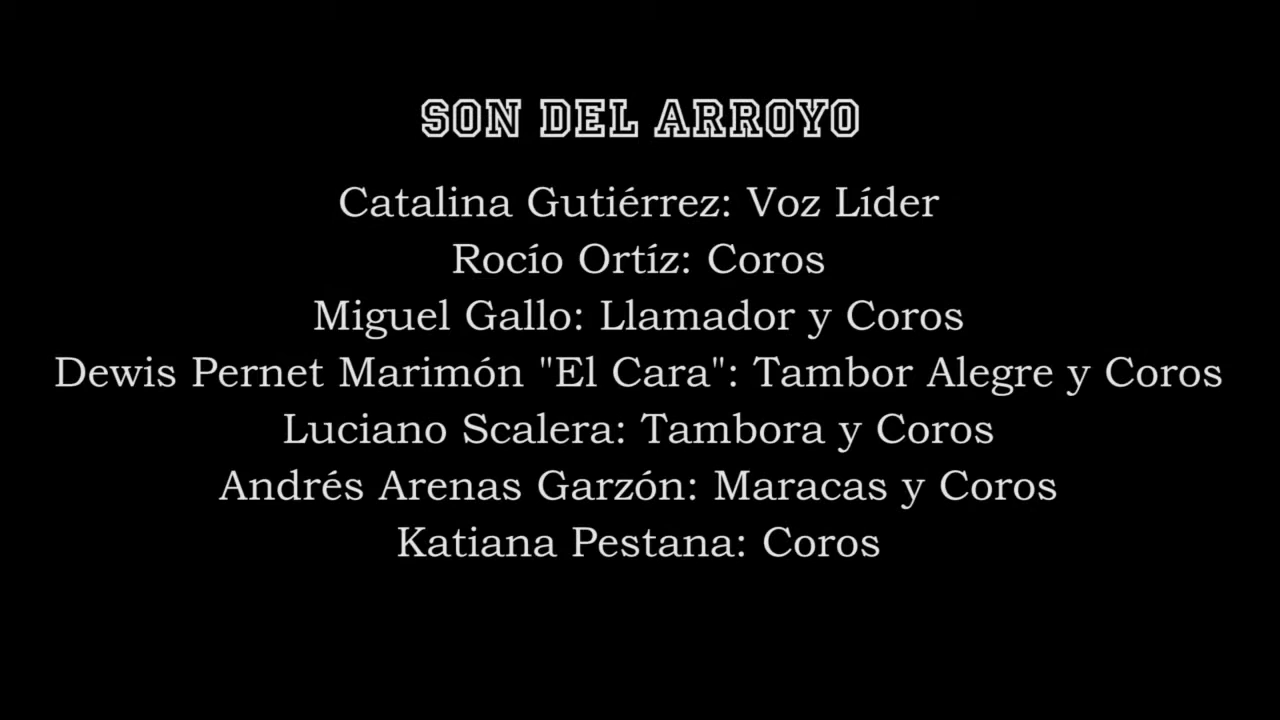 SON DEL ARROYO
Catalina Gutiérrez: Voz Líder
Rocío Ortíz: Coros
Miguel Gallo: Llamador y Coros
Dewis Pernet Marimón "El Cara": Tambor Alegre y Coros
Luciano Scalera: Tambora y Coros
Andrés Arenas Garzón: Maracas y Coros
Katiana Pestana: Coros